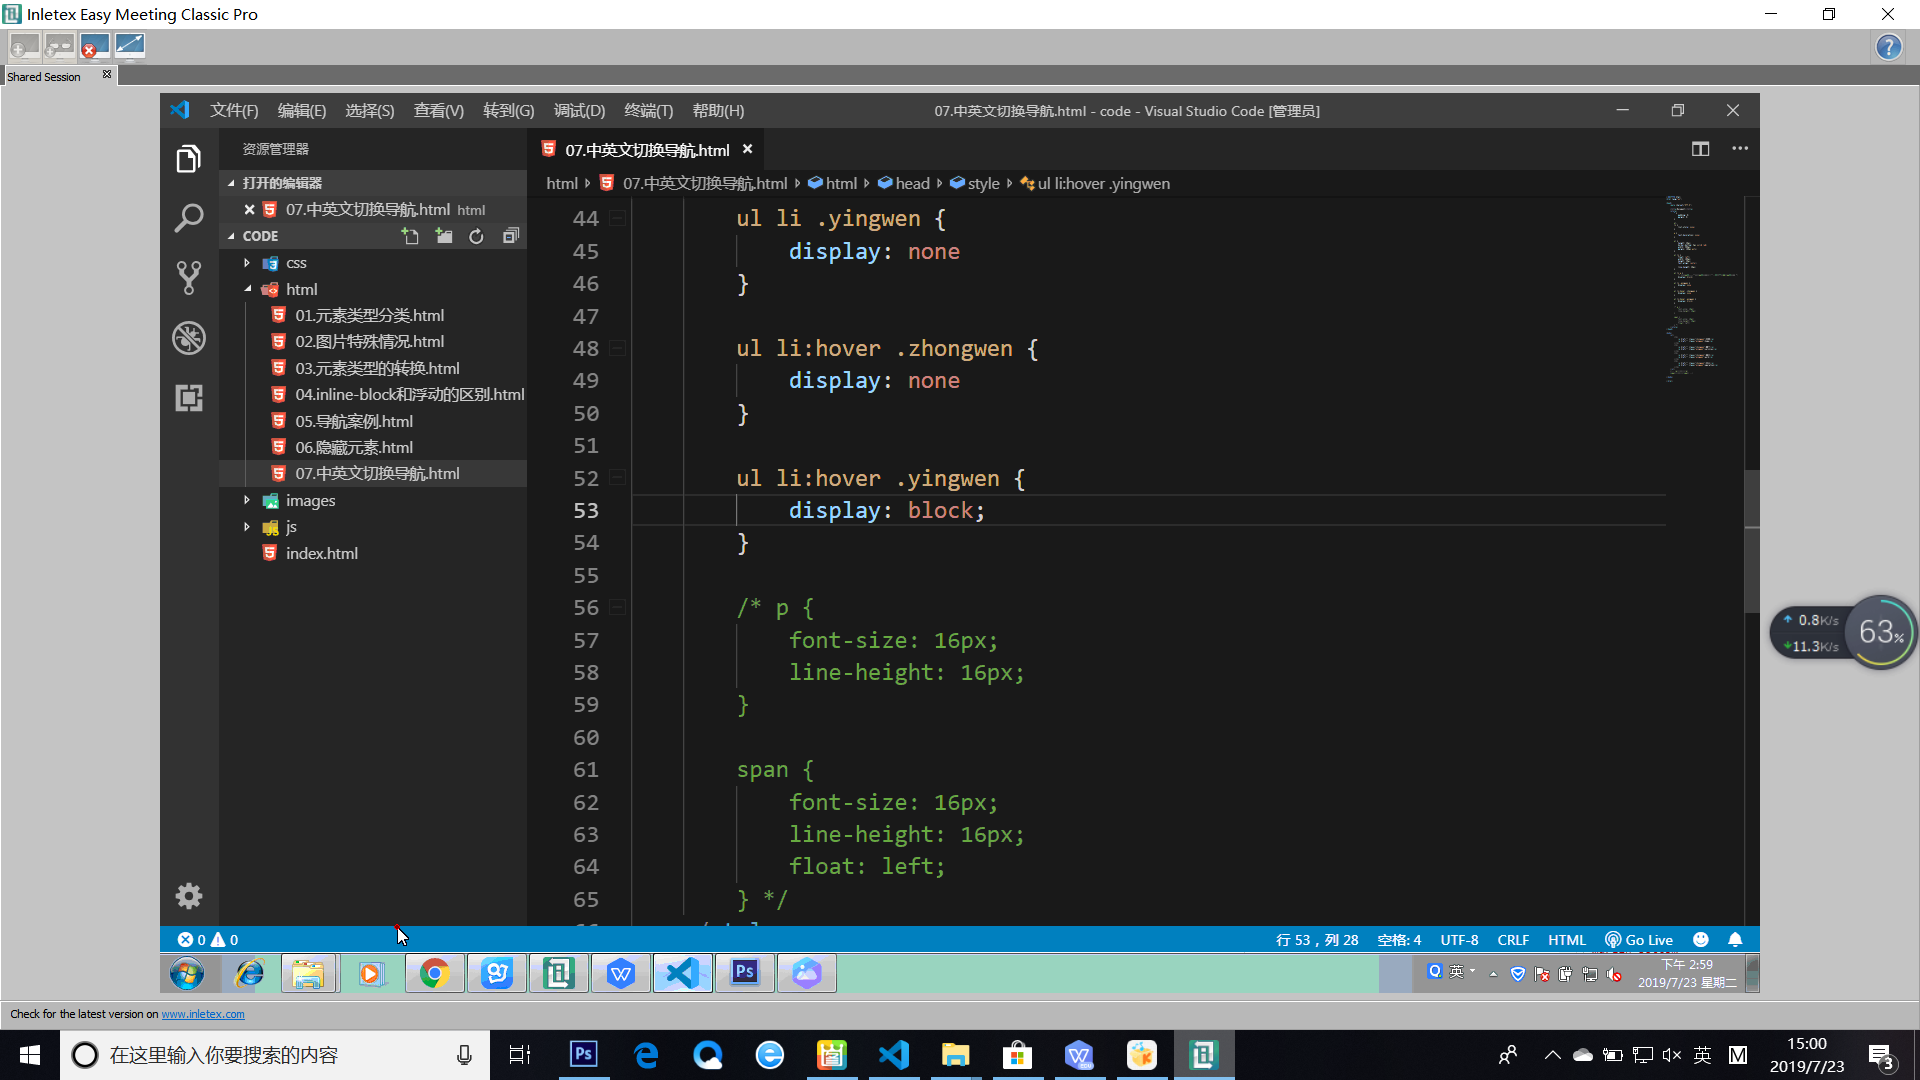 Inletex Easy Meeting Classic Pro
Shared Session
文件(F) 编辑(E) 选择(S) 查看(V) 转到(G) 调试(D) 终端(T) 帮助(H)
07.中英文切换导航.html - code - Visual Studio Code [管理员]
资源管理器
07.中英文切换导航.html
打开的编辑器
html 07.中英文切换导航.html html head style ul li:hover .yingwen
07.中英文切换导航.html html
CODE
css
html
01.元素类型分类.html
02.图片特殊情况.html
03.元素类型的转换.html
04.inline-block和浮动的区别.html
05.导航案例.html
06.隐藏元素.html
07.中英文切换导航.html
images
js
index.html
44 ul li .yingwen {
45 display: none
46 }
47
48 ul li:hover .zhongwen {
49 display: none
50 }
51
52 ul li:hover .yingwen {
53 display: block;
54 }
55
56 /* p {
57 font-size: 16px;
58 line-height: 16px;
59 }
60
61 span {
62 font-size: 16px;
63 line-height: 16px;
64 float: left;
65 } */
0.8K/s
11.3K/s
63%
0 0
行 53，列 28 空格: 4 UTF-8 CRLF HTML Go Live
Ps
英
下午 2:59
2019/7/23 星期二
Check for the latest version on www.inletex.com
在这里输入你要搜索的内容
Ps
英 M
15:00
2019/7/23
3